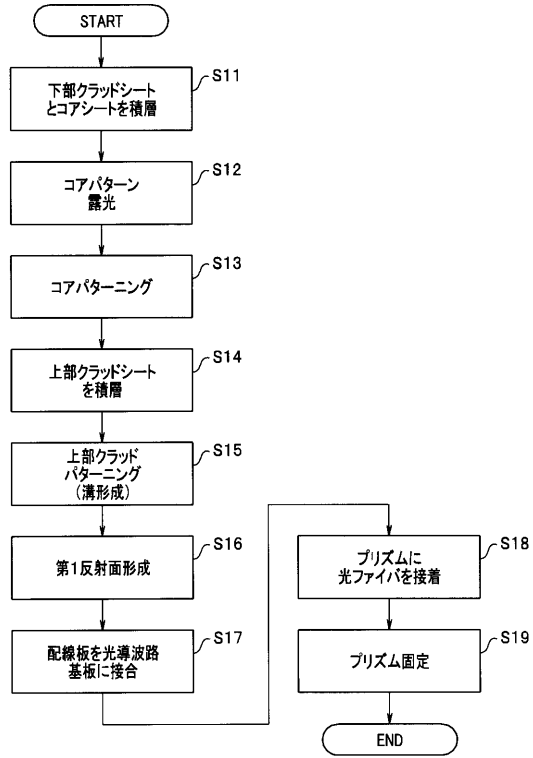 START
S11
下部クラッドシート
とコアシートを積層
S12
コアパターン
露光
S13
コアパターニング
S14
上部クラッドシート
を積層
S15
上部クラッド
パターニング
(溝形成)
S16
第1反射面形成
S17
配線板を光導波路
基板に接合
S18
プリズムに
光ファイバを接着
S19
プリズム固定
END